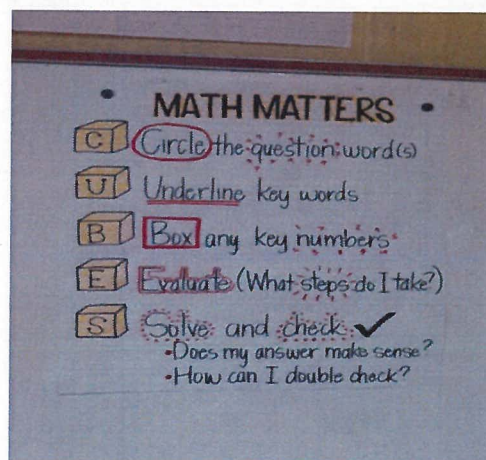 • MATH MATTERS •
C Circle the question word(s)
U Underline key words
B Box any key numbers
E Evaluate (What steps do I take?)
S Solve and check ✓
•Does my answer make sense?
•How can I double check?